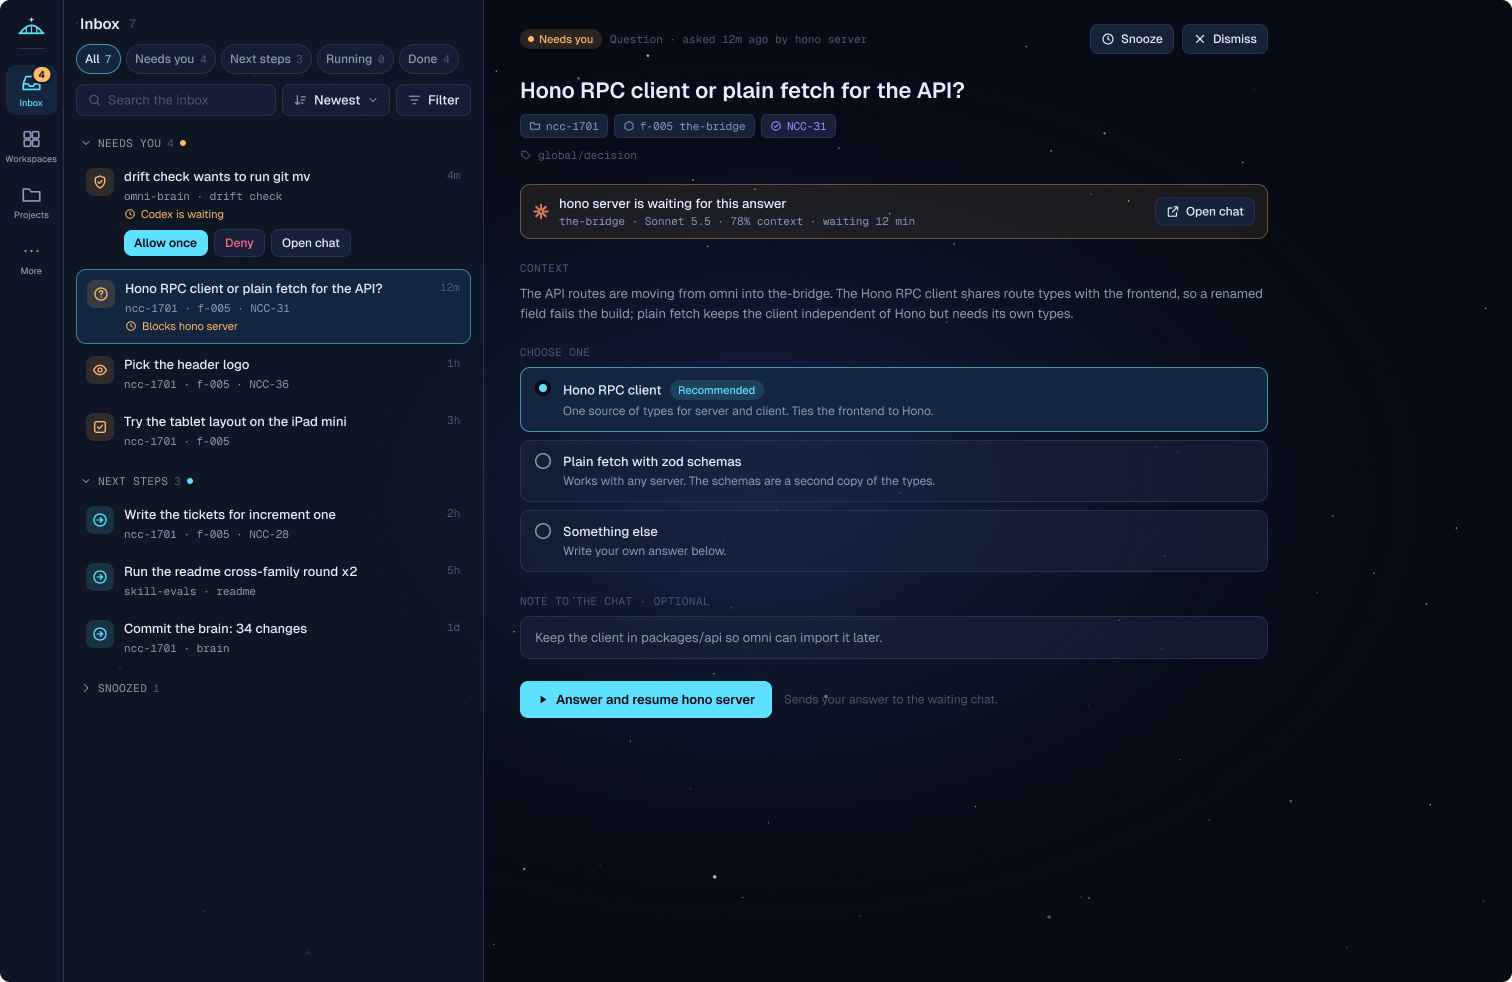 4
Inbox
Workspaces
Projects
More
Inbox 7
All 7
Needs you 4
Next steps 3
Running 0
Done 4
Search the inbox
Newest
Filter
NEEDS YOU 4
drift check wants to run git mv 4m
omni-brain · drift check
Codex is waiting
Allow once
Deny
Open chat
Hono RPC client or plain fetch for the API? 12m
ncc-1701 · f-005 · NCC-31
Blocks hono server
Pick the header logo 1h
ncc-1701 · f-005 · NCC-36
Try the tablet layout on the iPad mini 3h
ncc-1701 · f-005
NEXT STEPS 3
Write the tickets for increment one 2h
ncc-1701 · f-005 · NCC-28
Run the readme cross-family round x2 5h
skill-evals · readme
Commit the brain: 34 changes 1d
ncc-1701 · brain
SNOOZED 1
Needs you
Question · asked 12m ago by hono server
Snooze
Dismiss
Hono RPC client or plain fetch for the API?
ncc-1701
f-005 the-bridge
NCC-31
global/decision
hono server is waiting for this answer
the-bridge · Sonnet 5.5 · 78% context · waiting 12 min
Open chat
CONTEXT
The API routes are moving from omni into the-bridge. The Hono RPC client shares route types with the frontend, so a renamed
field fails the build; plain fetch keeps the client independent of Hono but needs its own types.
CHOOSE ONE
Hono RPC client Recommended
One source of types for server and client. Ties the frontend to Hono.
Plain fetch with zod schemas
Works with any server. The schemas are a second copy of the types.
Something else
Write your own answer below.
NOTE TO THE CHAT · OPTIONAL
Keep the client in packages/api so omni can import it later.
Answer and resume hono server
Sends your answer to the waiting chat.